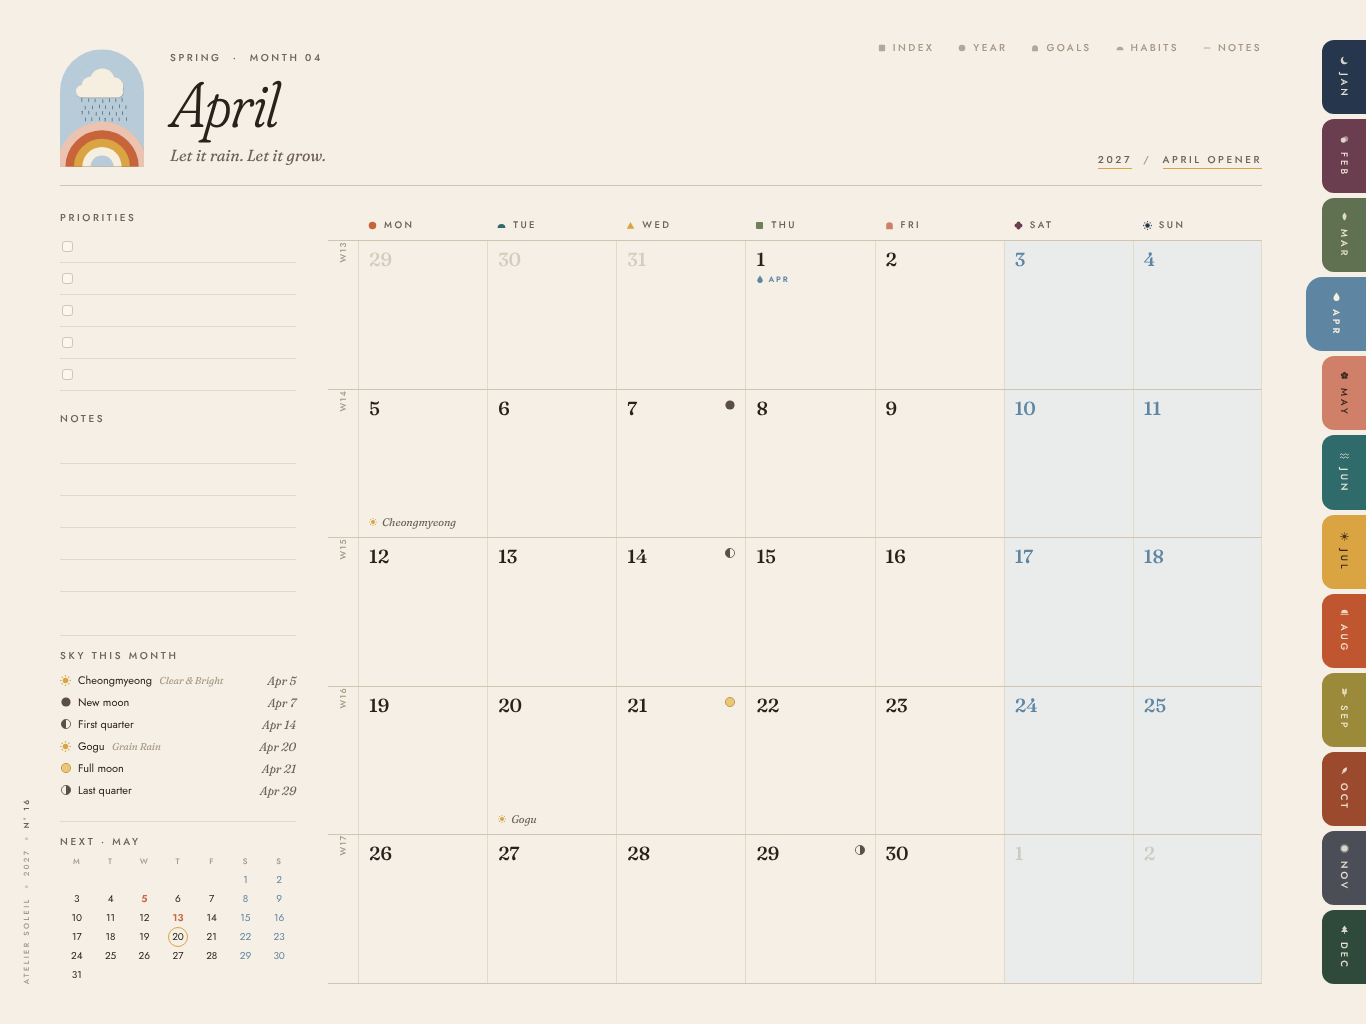 SPRING · MONTH 04
April
Let it rain. Let it grow.
INDEX YEAR GOALS HABITS NOTES
2027 / APRIL OPENER
PRIORITIES
NOTES
SKY THIS MONTH
Cheongmyeong Clear & Bright Apr 5
New moon Apr 7
First quarter Apr 14
Gogu Grain Rain Apr 20
Full moon Apr 21
Last quarter Apr 29
NEXT · MAY
M T W T F S S
1 2
3 4 5 6 7 8 9
10 11 12 13 14 15 16
17 18 19 20 21 22 23
24 25 26 27 28 29 30
31
ATELIER SOLEIL ∘ 2027 ∘ N° 16
MON TUE WED THU FRI SAT SUN
W13 29 30 31 1 2 3 4
APR
W14 5 6 7 8 9 10 11
Cheongmyeong
W15 12 13 14 15 16 17 18
W16 19 20 21 22 23 24 25
Gogu
W17 26 27 28 29 30 1 2
JAN
FEB
MAR
APR
MAY
JUN
JUL
AUG
SEP
OCT
NOV
DEC